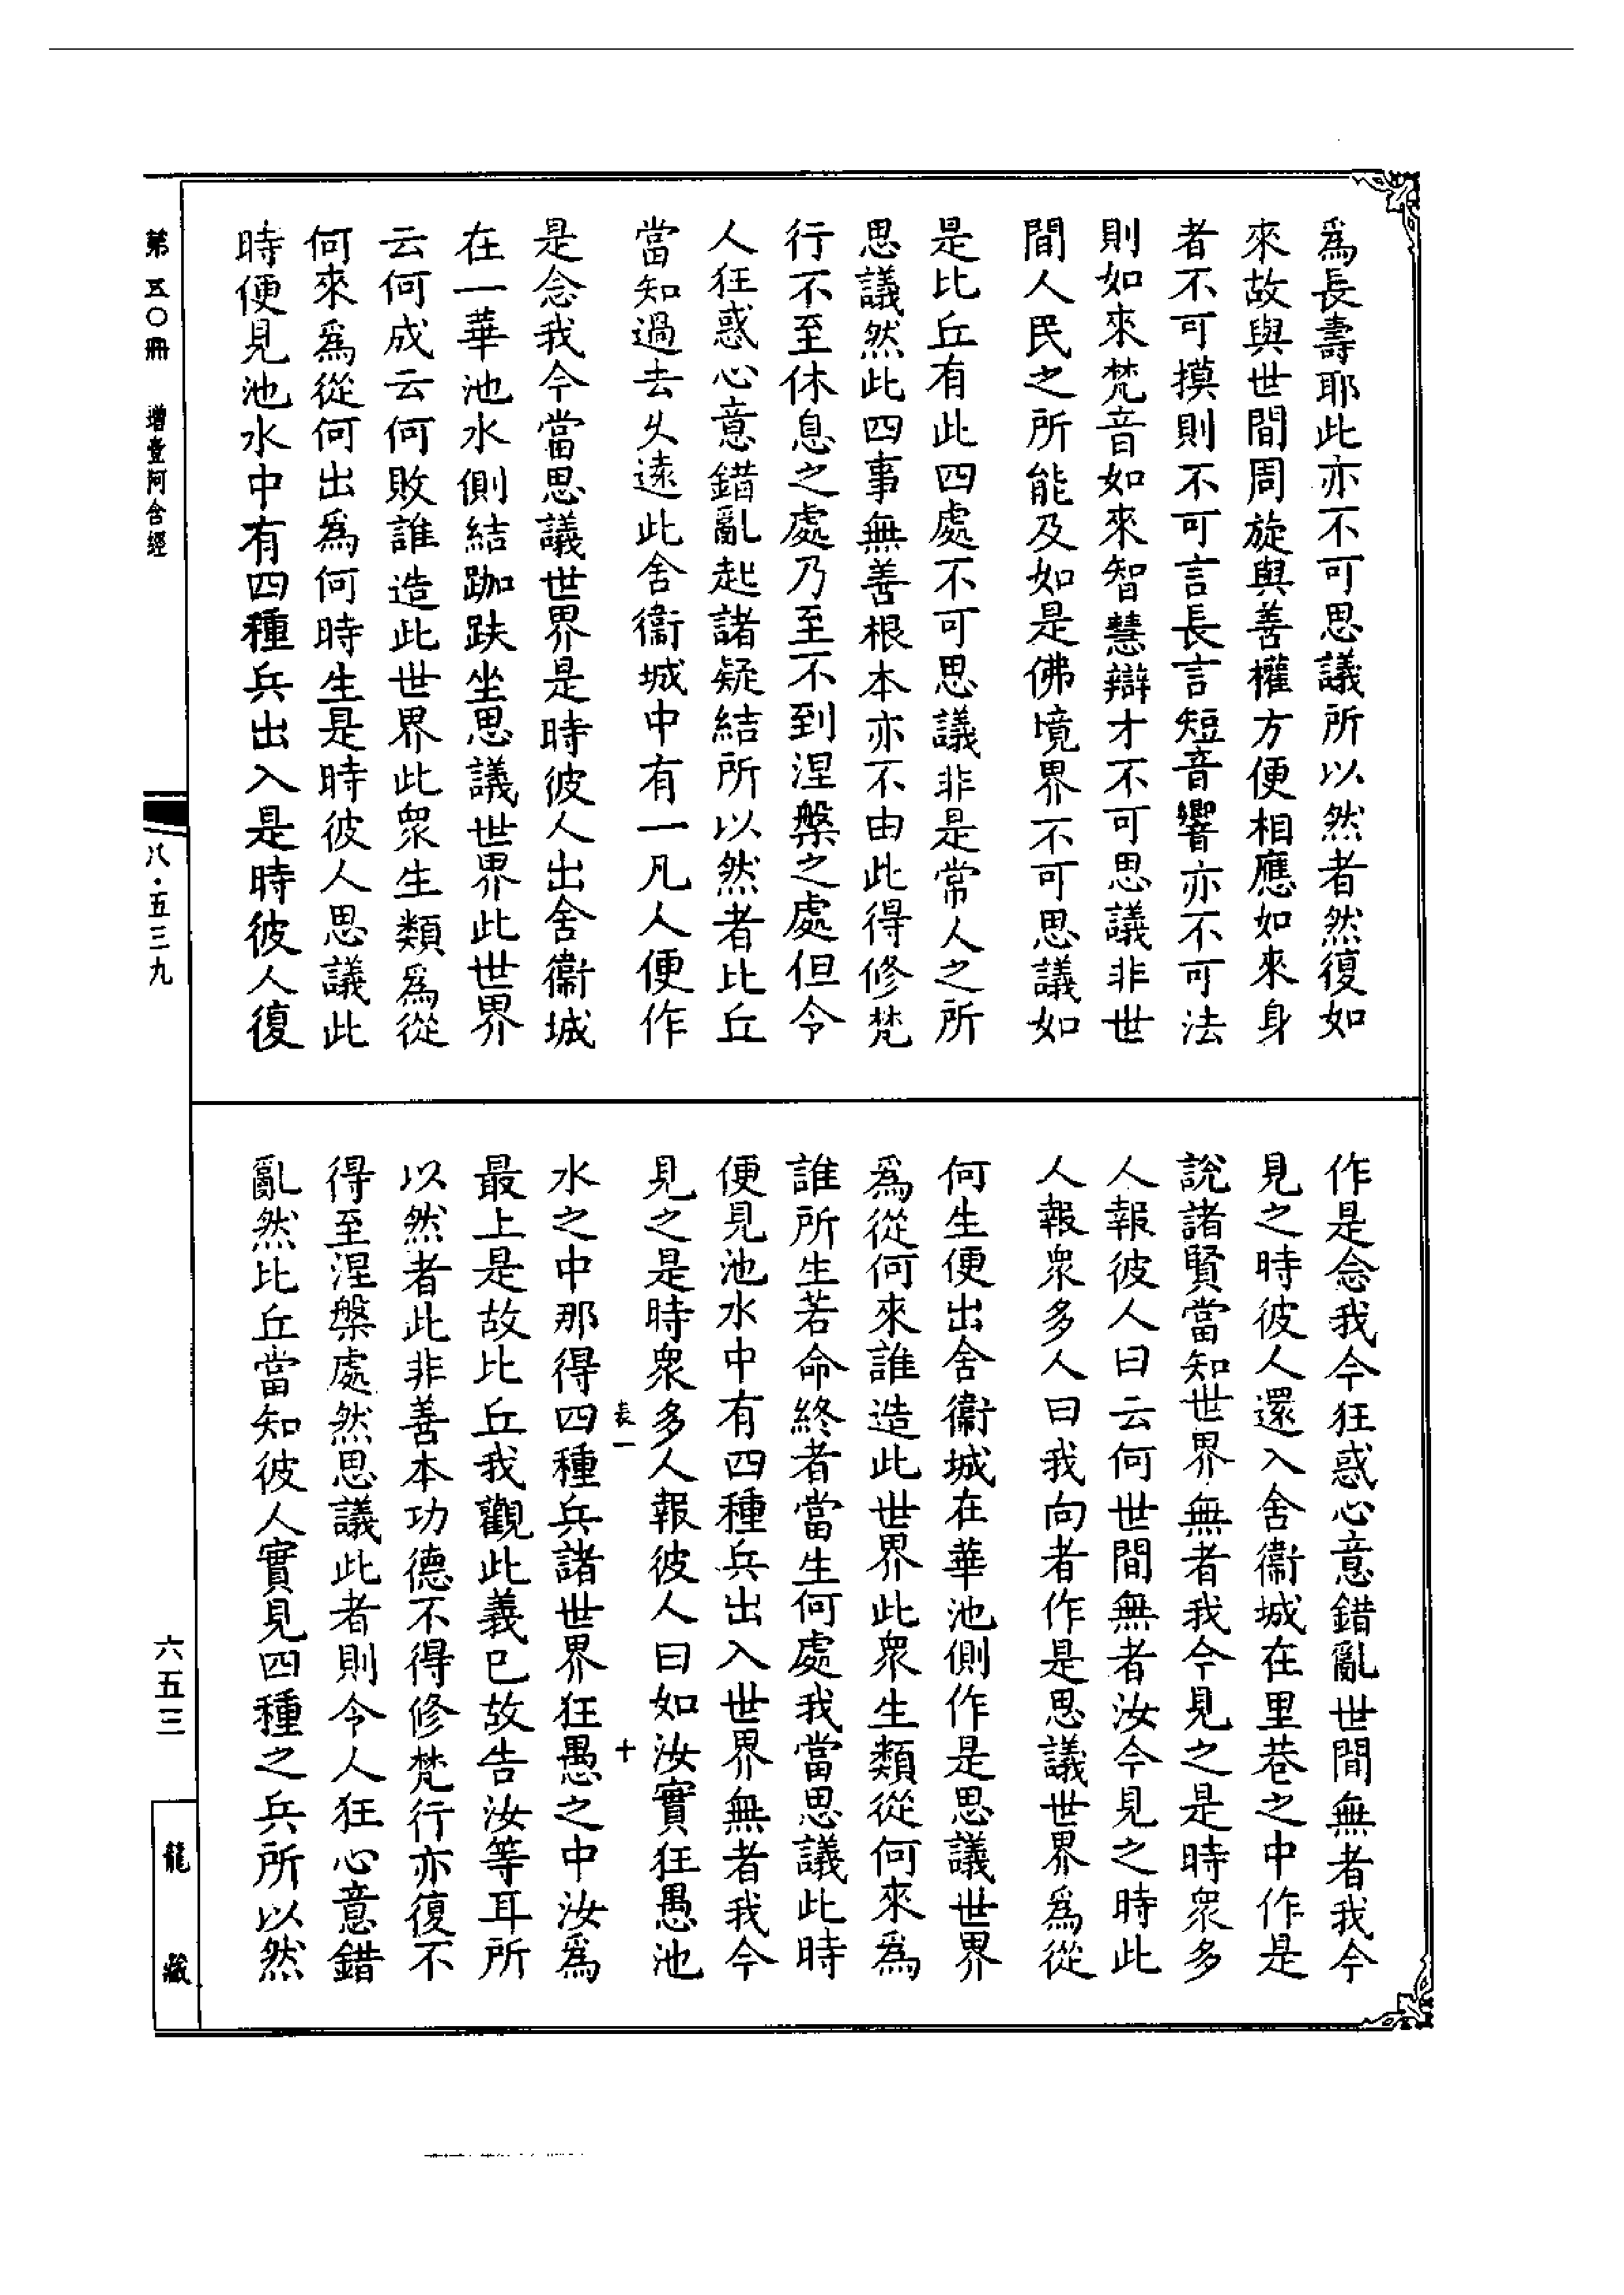 為長壽耶此亦不可思議所以然者然復如
來故與世間周旋與善權方便相應如來身
者不可摸則不可言長言短音響亦不可法
則如來梵音如來智慧辯才不可思議非世
間人民之所能及如是佛境界不可思議如
是比丘有此四處不可思議非是常人之所
思議然此四事無善根本亦不由此得修梵
行不至休息之處乃至不到涅槃之處但令
人狂惑心意錯亂起諸疑結所以然者比丘
當知過去久遠此舍衞城中有一凡人便作
是念我今當思議世界是時彼人出舍衞城
在一華池水側結跏趺坐思議世界此世界
云何成云何敗誰造此世界此眾生類為從
何來為從何出為何時生是時彼人思議此
時便見池水中有四種兵出入是時彼人復
作是念我今狂惑心意錯亂世間無者我今
見之時彼人還入舍衞城在里巷之中作是
說諸賢當知世界無者我今見之是時眾多
人報彼人曰云何世間無者汝今見之時此
人報眾多人曰我向者作是思議世界為從
何生便出舍衞城在華池側作是思議世界
為從何來誰造此世界此眾生類從何來為
誰所生若命終者當生何處我當思議此時
便見池水中有四種兵出入世界無者我今
見之是時眾多人報彼人曰如汝實狂愚池
水之中那得四種兵諸世界狂愚之中汝為
最上是故比丘我觀此義已故告汝等耳所
以然者此非善本功德不得修梵行亦復不
得至涅槃處然思議此者則令人狂心意錯
亂然比丘當知彼人實見四種之兵所以然
第五〇冊 增壹阿含經
八·五三九
六五三
龍藏
十